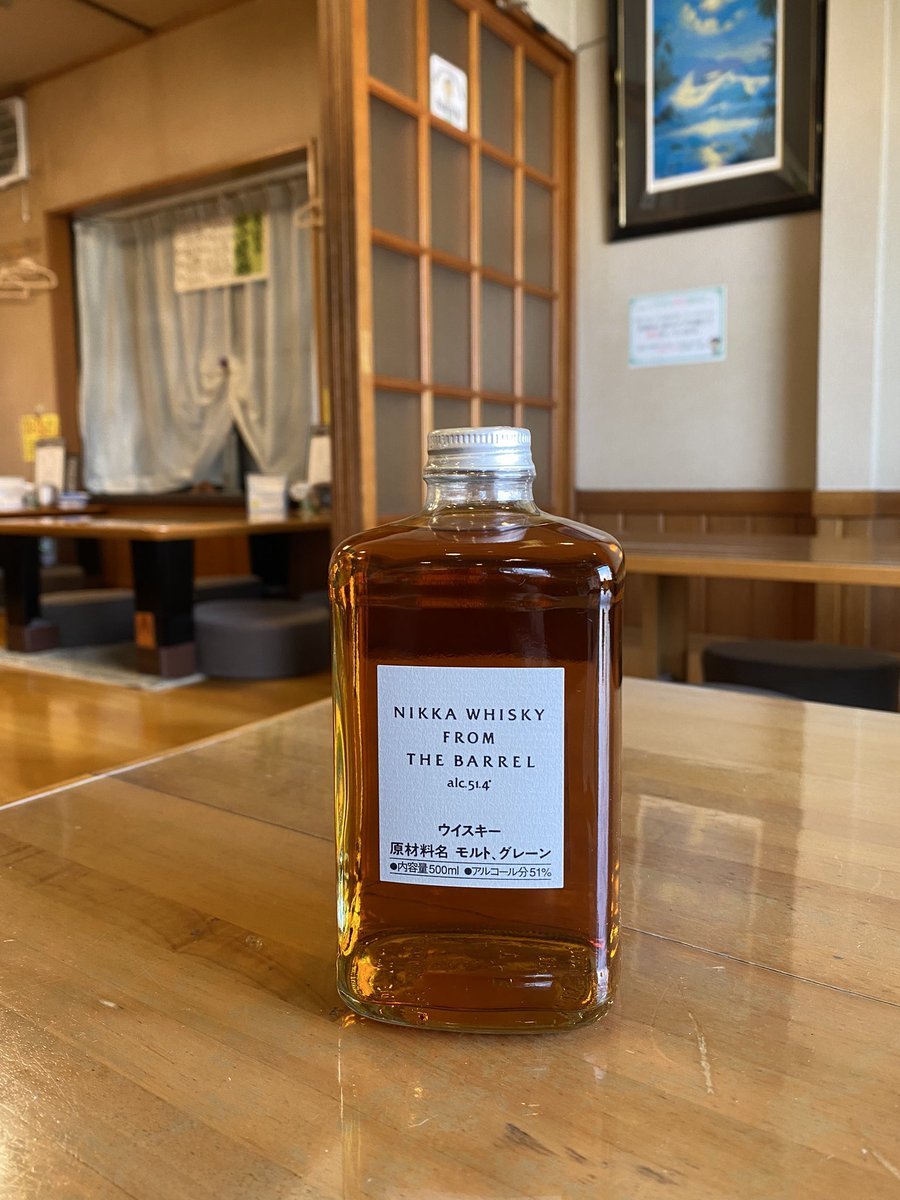 NIKKA WHISKY
FROM
THE BARREL
alc.51.4°
ウイスキー
原材料名 モルト、グレーン
●内容量500ml ●アルコール分51%